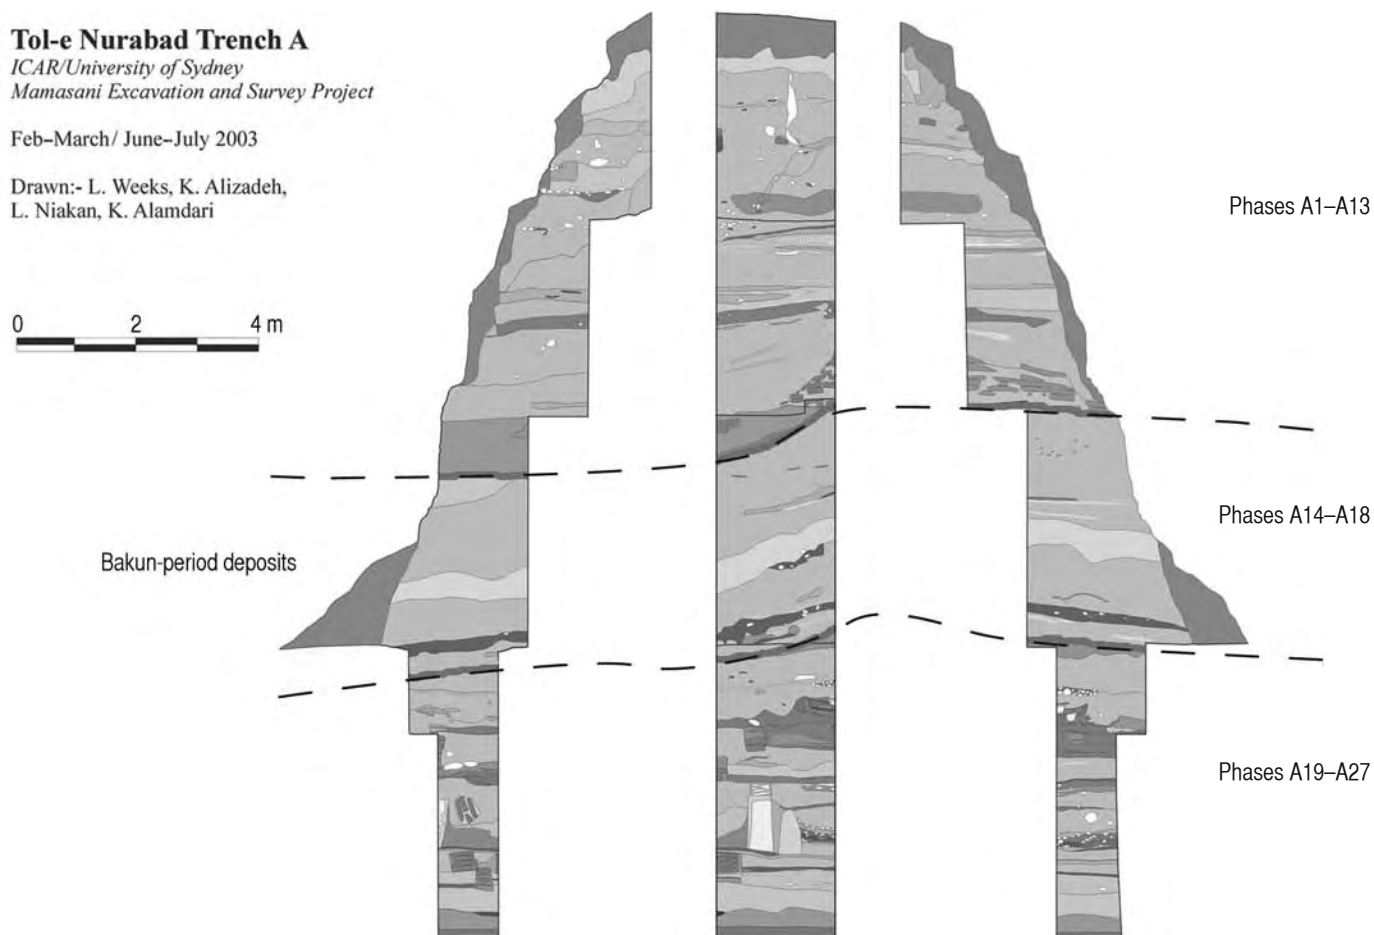 Tol-e Nurabad Trench A
ICAR/University of Sydney
Mamasani Excavation and Survey Project
Feb–March/ June–July 2003
Drawn:- L. Weeks, K. Alizadeh,
L. Niakan, K. Alamdari
Phases A1–A13
0 2 4 m
Phases A14–A18
Bakun-period deposits
Phases A19–A27